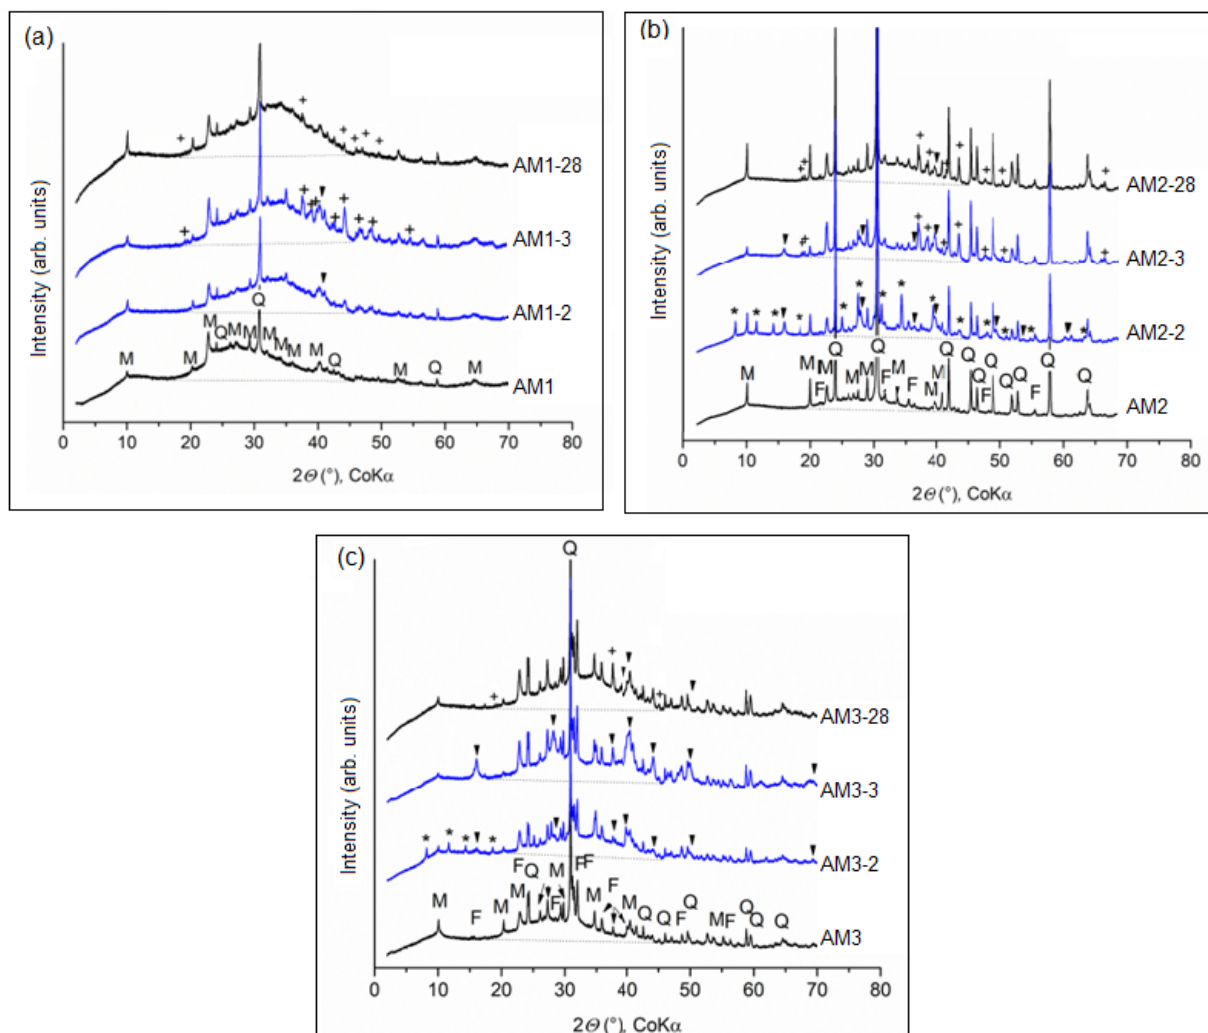 (a)
Intensity (arb. units)
+ + + + + +
AM1-28
+ + + + + + + + +
AM1-3
AM1-2
Q
M M Q M M M M M M Q M Q M
M
AM1
0 10 20 30 40 50 60 70 80
2Θ (°), CoKα
(b)
Intensity (arb. units)
+ + + + + + + + +
AM2-28
+ + + + + + + + +
AM2-3
* * * * * * * * * * * * *
AM2-2
M M F M Q M M Q F M F M M Q Q Q F Q Q Q F Q Q
AM2
0 10 20 30 40 50 60 70 80
2Θ (°), CoKα
(c)
Q
Intensity (arb. units)
+ + +
AM3-28
AM3-3
* * * *
AM3-2
F Q M F F
M F M M F M F M Q Q F Q M F Q Q Q
AM3
0 10 20 30 40 50 60 70 80
2Θ (°), CoKα